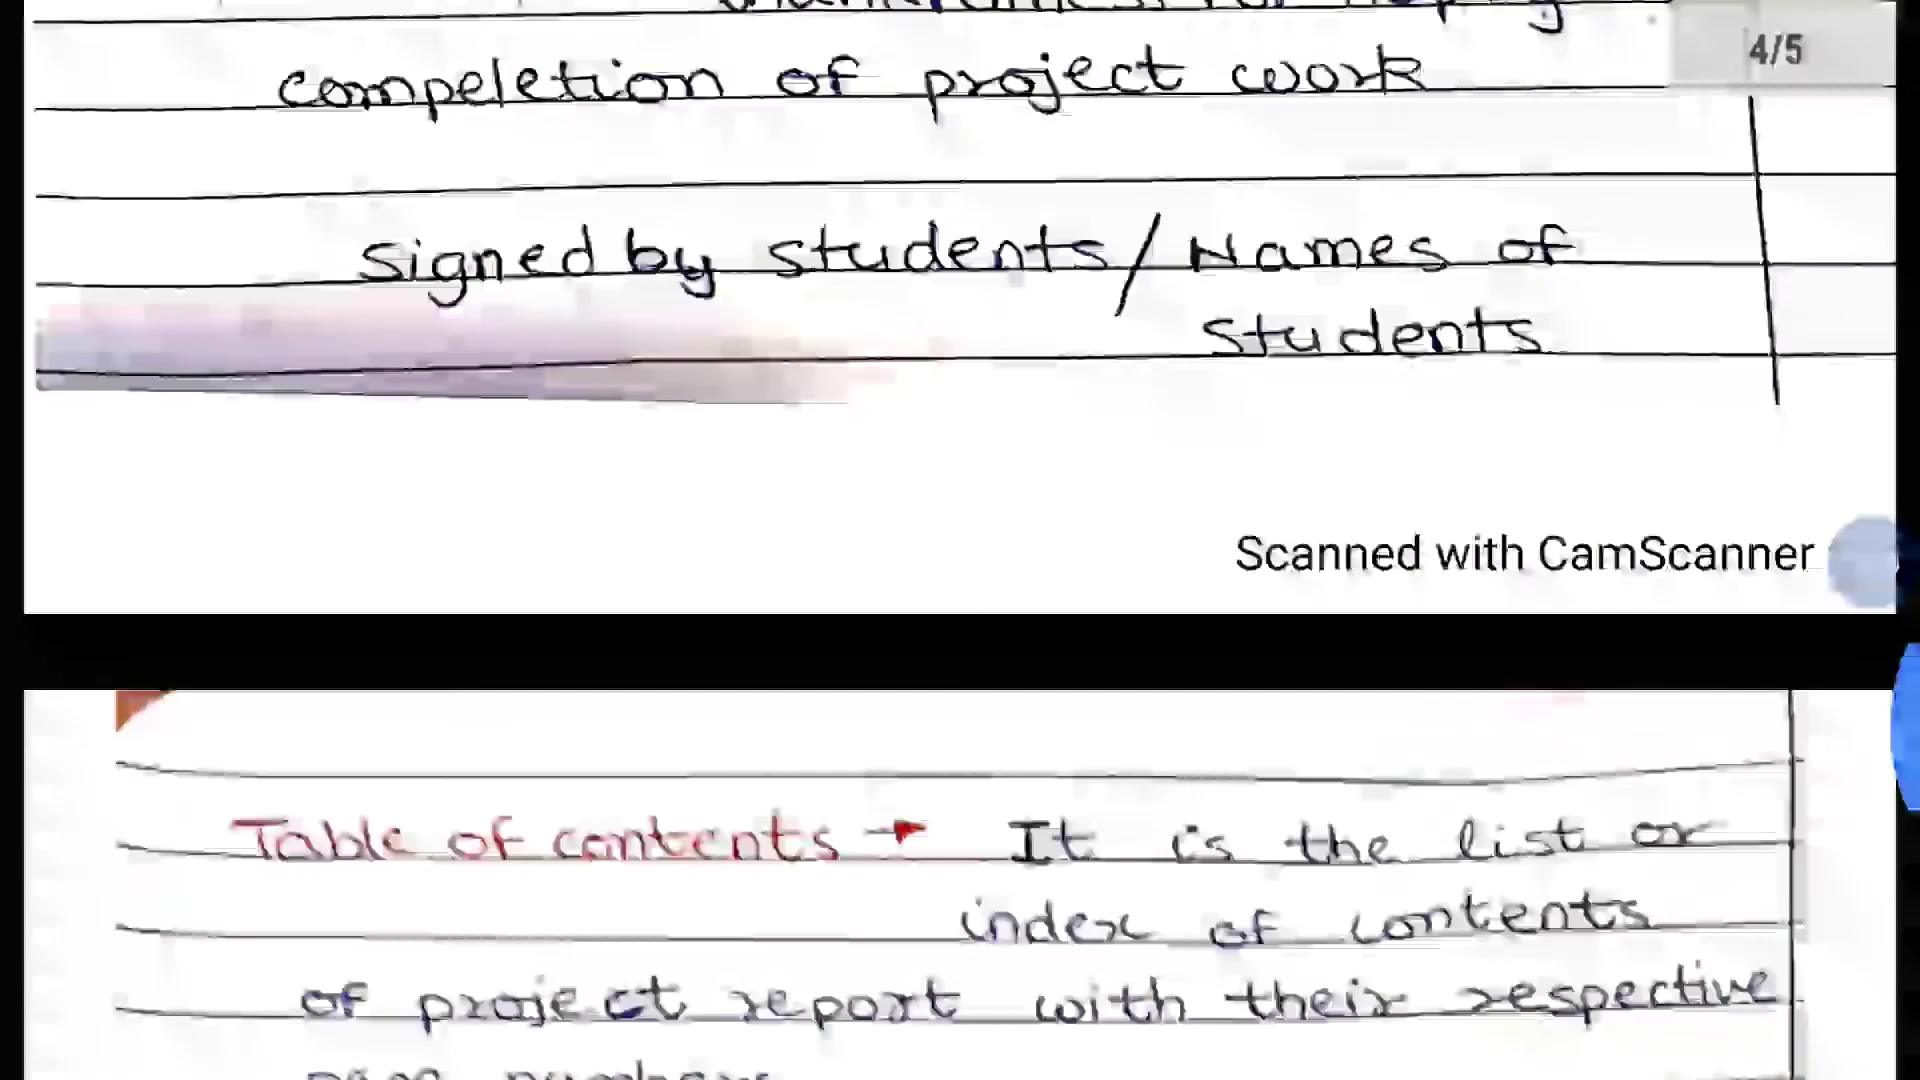 4/5
compeletion of project work
Signed by students/Names of
students
Scanned with CamScanner
Table of contents → It is the list or
index of contents
of project report with their respective